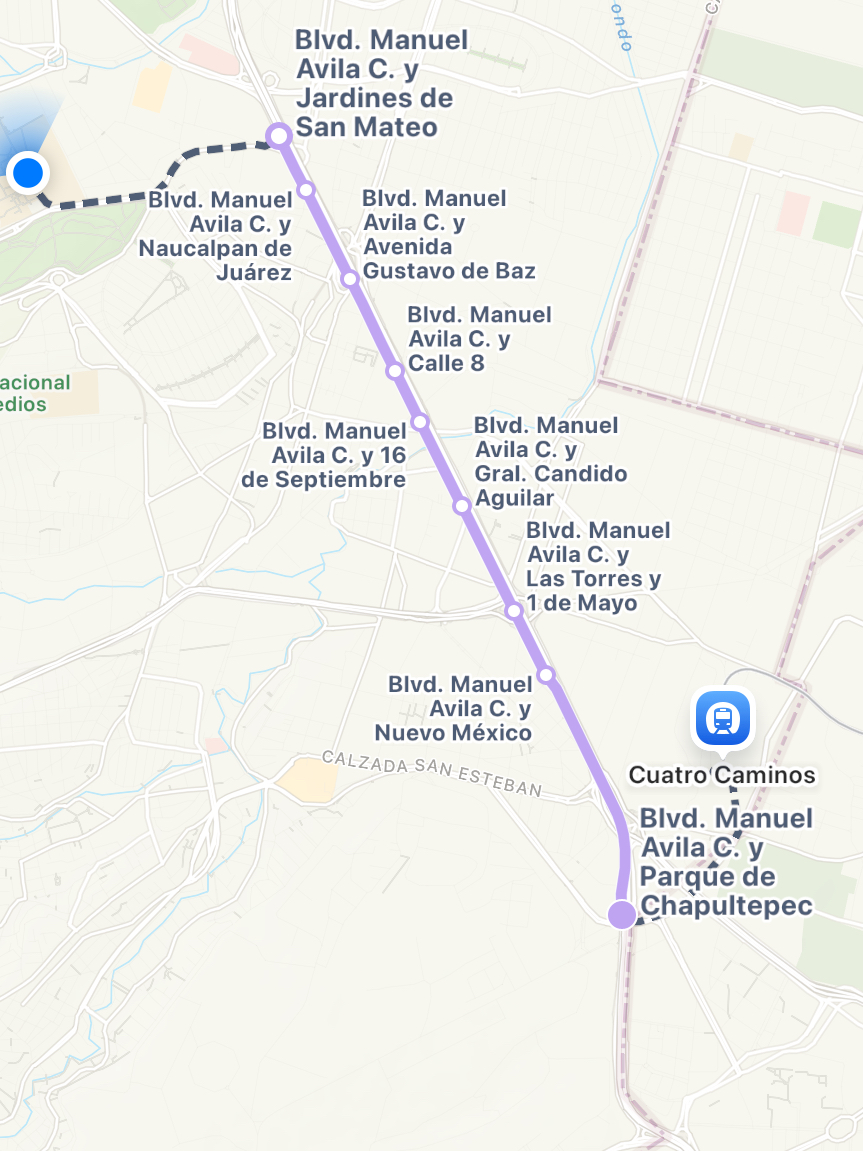 ondo
C
Blvd. Manuel
Avila C. y
Jardines de
San Mateo
Blvd. Manuel
Avila C. y
Naucalpan de
Juárez
Blvd. Manuel
Avila C. y
Avenida
Gustavo de Baz
Blvd. Manuel
Avila C. y
Calle 8
acional
edios
Blvd. Manuel
Avila C. y 16
de Septiembre
Blvd. Manuel
Avila C. y
Gral. Candido
Aguilar
Blvd. Manuel
Avila C. y
Las Torres y
1 de Mayo
Blvd. Manuel
Avila C. y
Nuevo México
CALZADA SAN ESTEBAN
Cuatro Caminos
Blvd. Manuel
Avila C. y
Parque de
Chapultepec